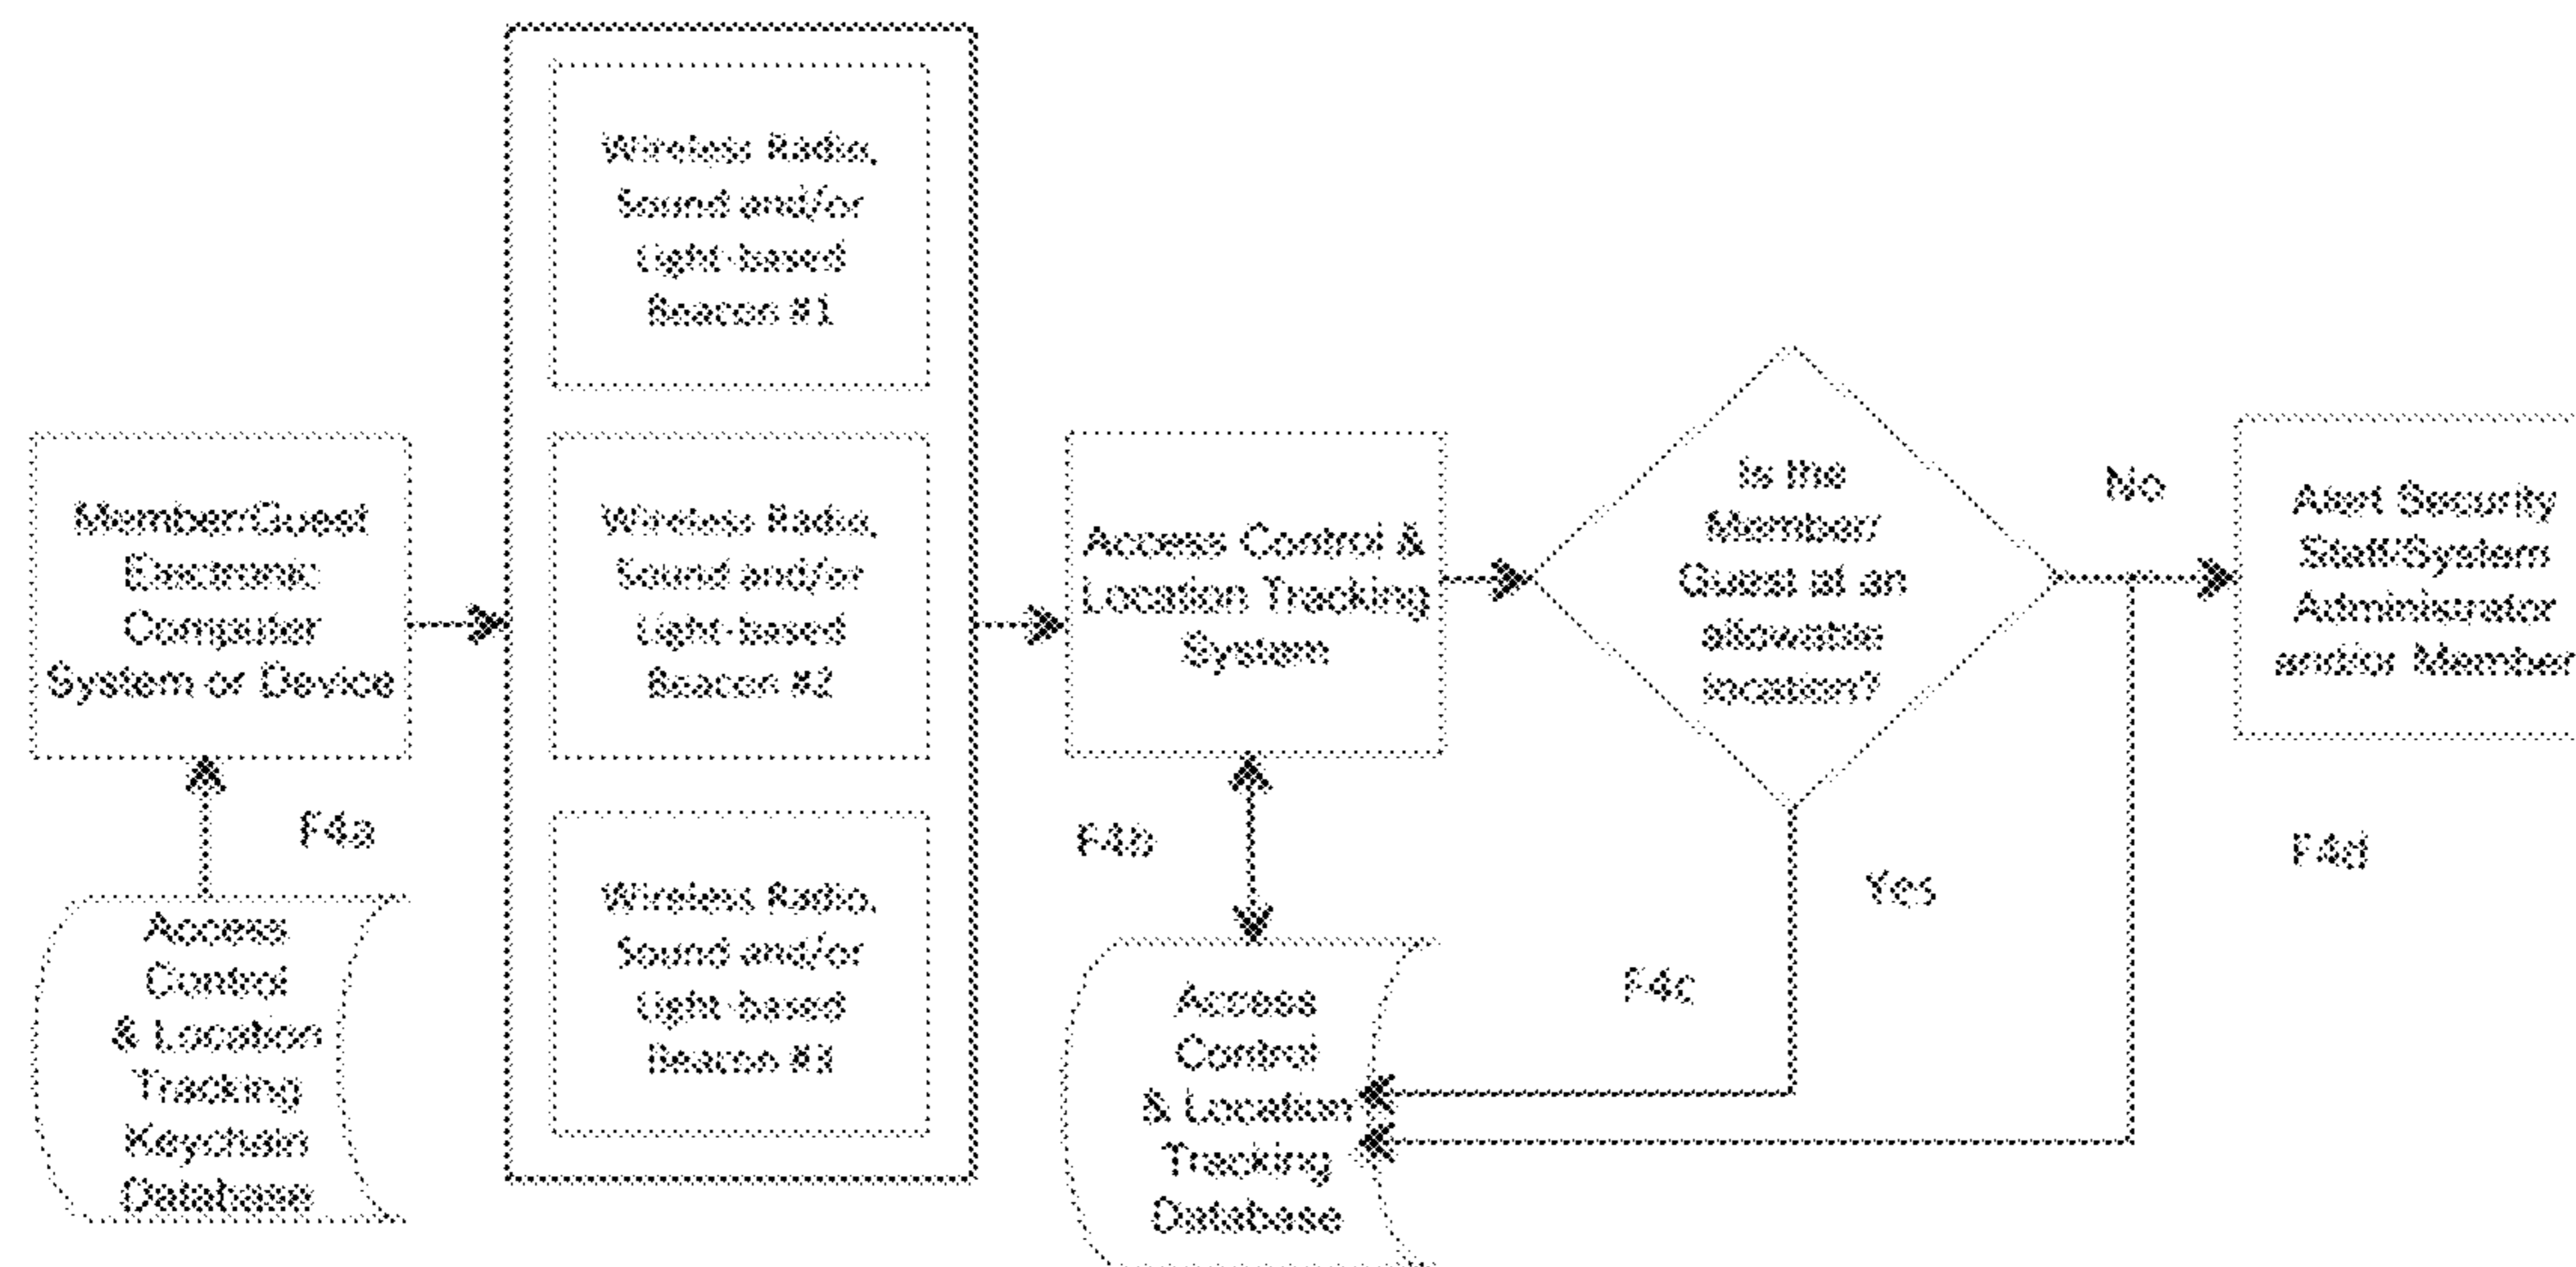 Wireless Radio,
Sound and/or
Light-based
Beacon #1
Member/Guest
Electronic
Computer
System or Device
Wireless Radio,
Sound and/or
Light-based
Beacon #2
Access Control &
Location Tracking
System
Is the
Member/
Guest at an
allowable
location?
No
Alert Security
Staff/System
Administrator
and/or Member
F4a
F4b
Yes
F4d
Access
Control
& Location
Tracking
Keychain
Database
Wireless Radio,
Sound and/or
Light-based
Beacon #3
F4c
Access
Control
& Location
Tracking
Database